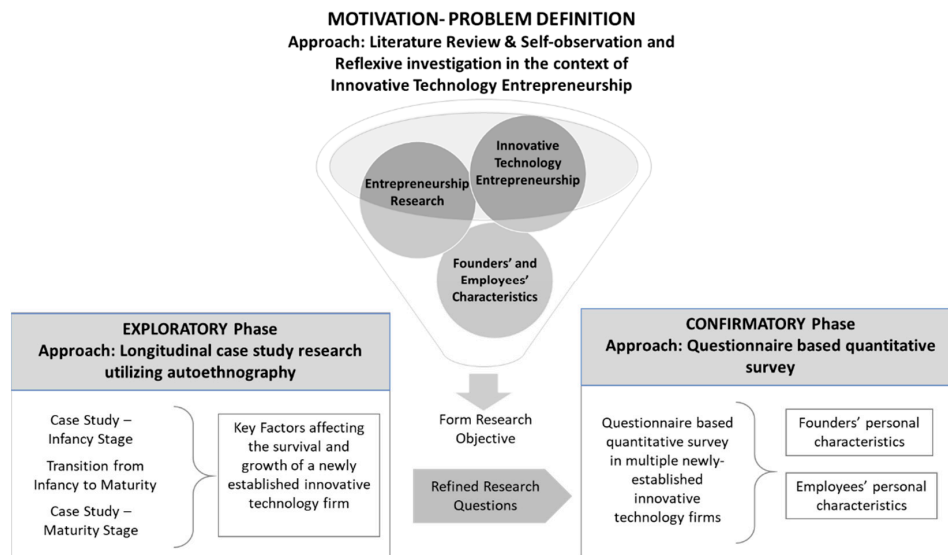 MOTIVATION- PROBLEM DEFINITION
Approach: Literature Review & Self-observation and
Reflexive investigation in the context of
Innovative Technology Entrepreneurship
Innovative
Technology
Entrepreneurship
Entrepreneurship
Research
Founders' and
Employees'
Characteristics
EXPLORATORY Phase
Approach: Longitudinal case study research
utilizing autoethnography
Case Study –
Infancy Stage
Transition from
Infancy to Maturity
Case Study –
Maturity Stage
Key Factors affecting
the survival and
growth of a newly
established innovative
technology firm
Form Research
Objective
Refined Research
Questions
CONFIRMATORY Phase
Approach: Questionnaire based quantitative
survey
Questionnaire based
quantitative survey
in multiple newly-
established
innovative
technology firms
Founders' personal
characteristics
Employees' personal
characteristics